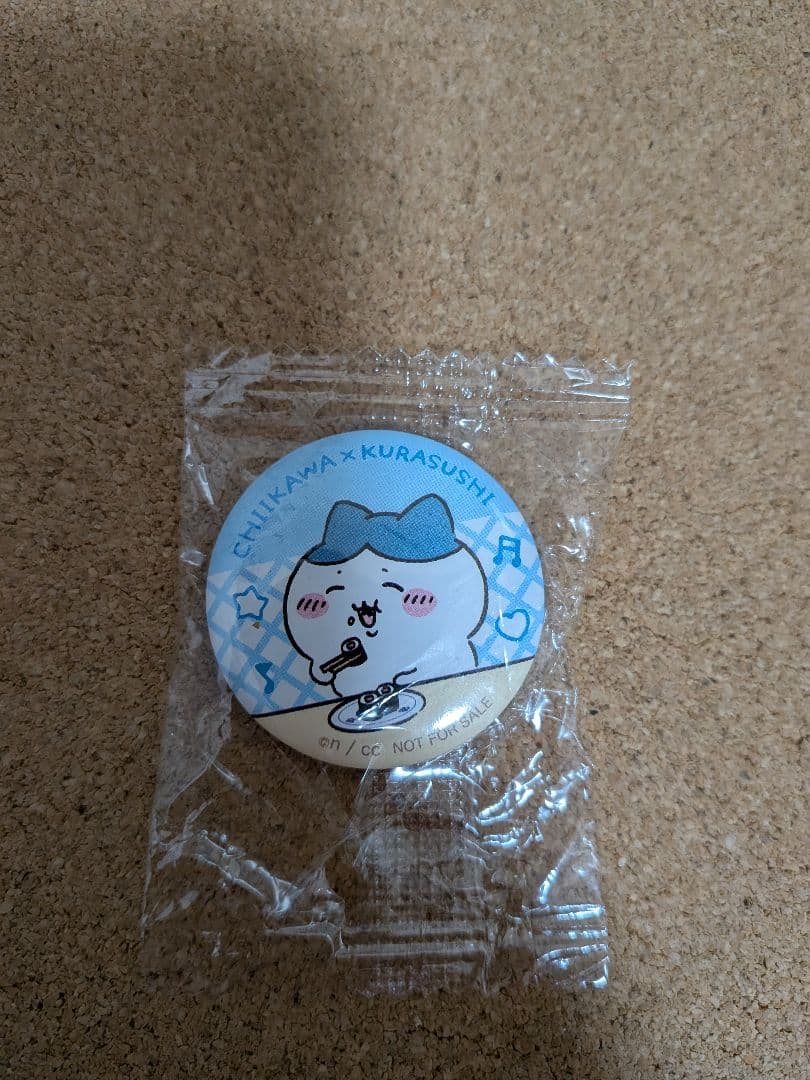 CHIIKAWA × KURASUSHI
©n / cc NOT FOR SALE